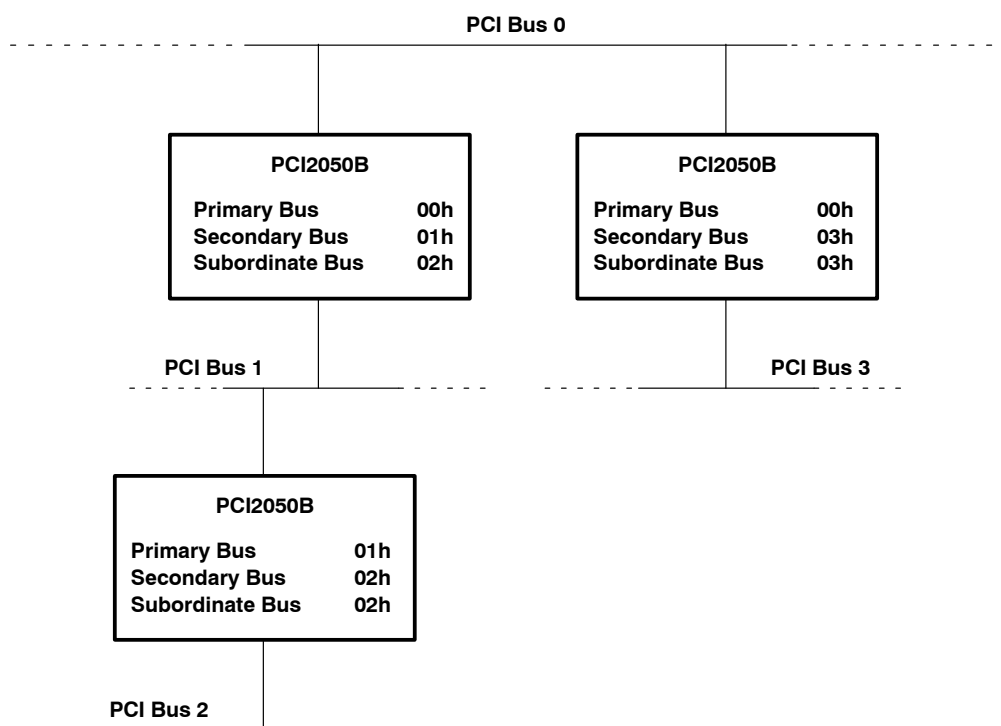 PCI Bus 0
PCI2050B
Primary Bus 00h
Secondary Bus 01h
Subordinate Bus 02h
PCI2050B
Primary Bus 00h
Secondary Bus 03h
Subordinate Bus 03h
PCI Bus 1
PCI Bus 3
PCI2050B
Primary Bus 01h
Secondary Bus 02h
Subordinate Bus 02h
PCI Bus 2